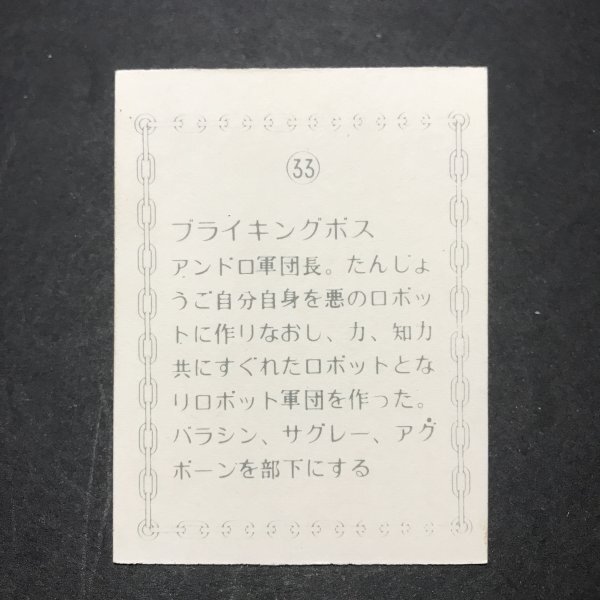 33
ブライキングボス
アンドロ軍団長。たんじょ
うご自分自身を悪のロボッ
トに作りなおし、力、知力
共にすぐれたロボットとな
りロボット軍団を作った。
バラシン、サグレー、アグ
ボーンを部下にする